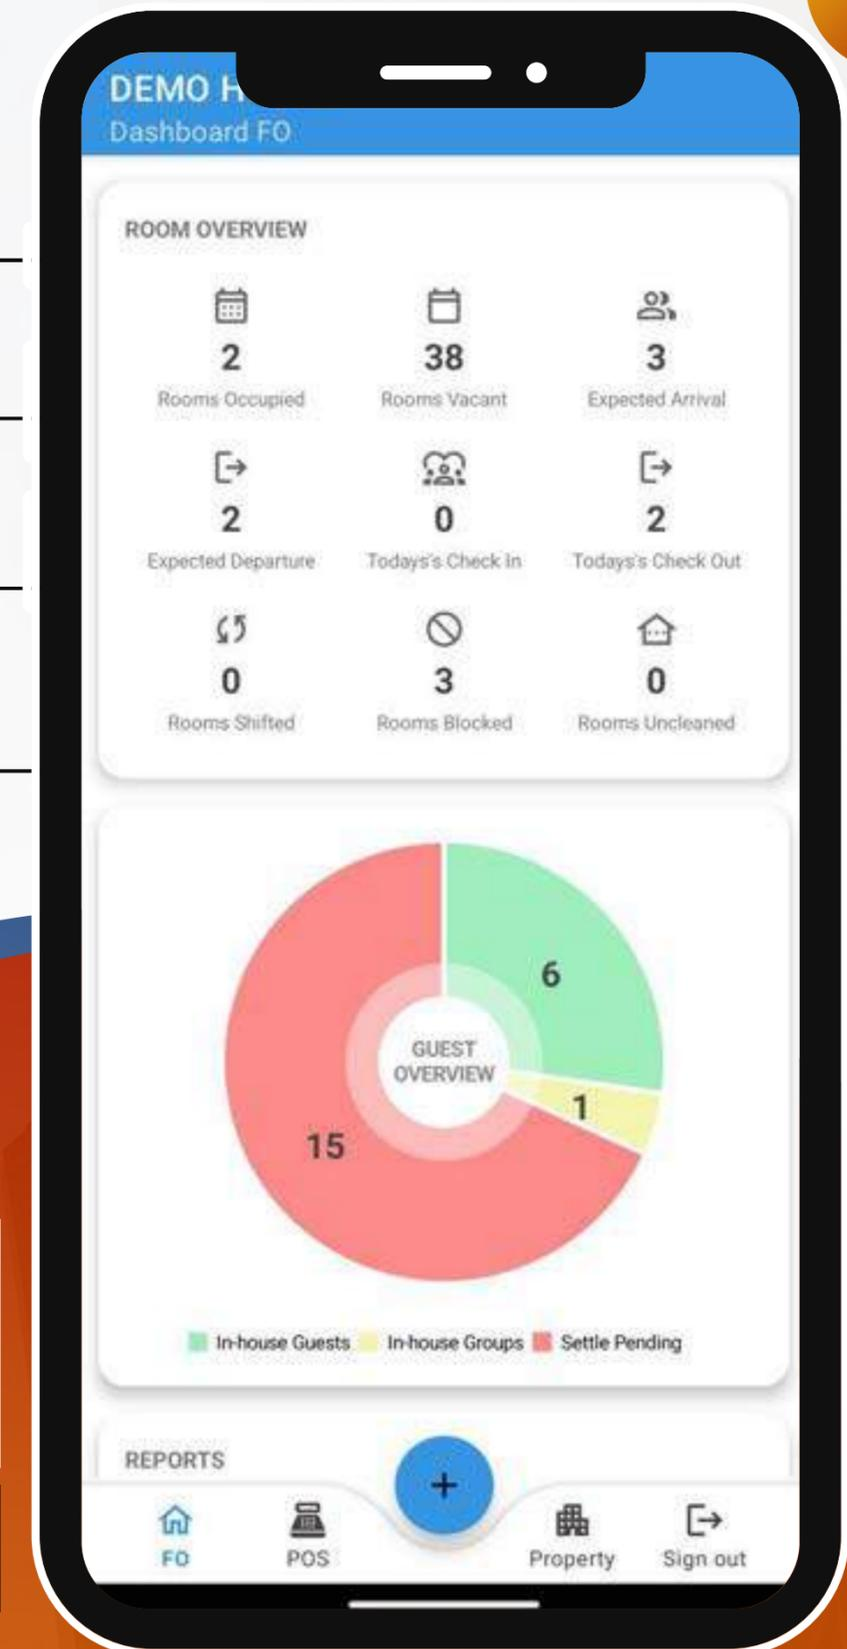 DEMO H
Dashboard FO
ROOM OVERVIEW
2 38 3
Rooms Occupied Rooms Vacant Expected Arrival
2 0 2
Expected Departure Todays's Check In Todays's Check Out
0 3 0
Rooms Shifted Rooms Blocked Rooms Uncleaned
6
GUEST
OVERVIEW
1
15
In-house Guests In-house Groups Settle Pending
REPORTS
+
FO POS Property Sign out